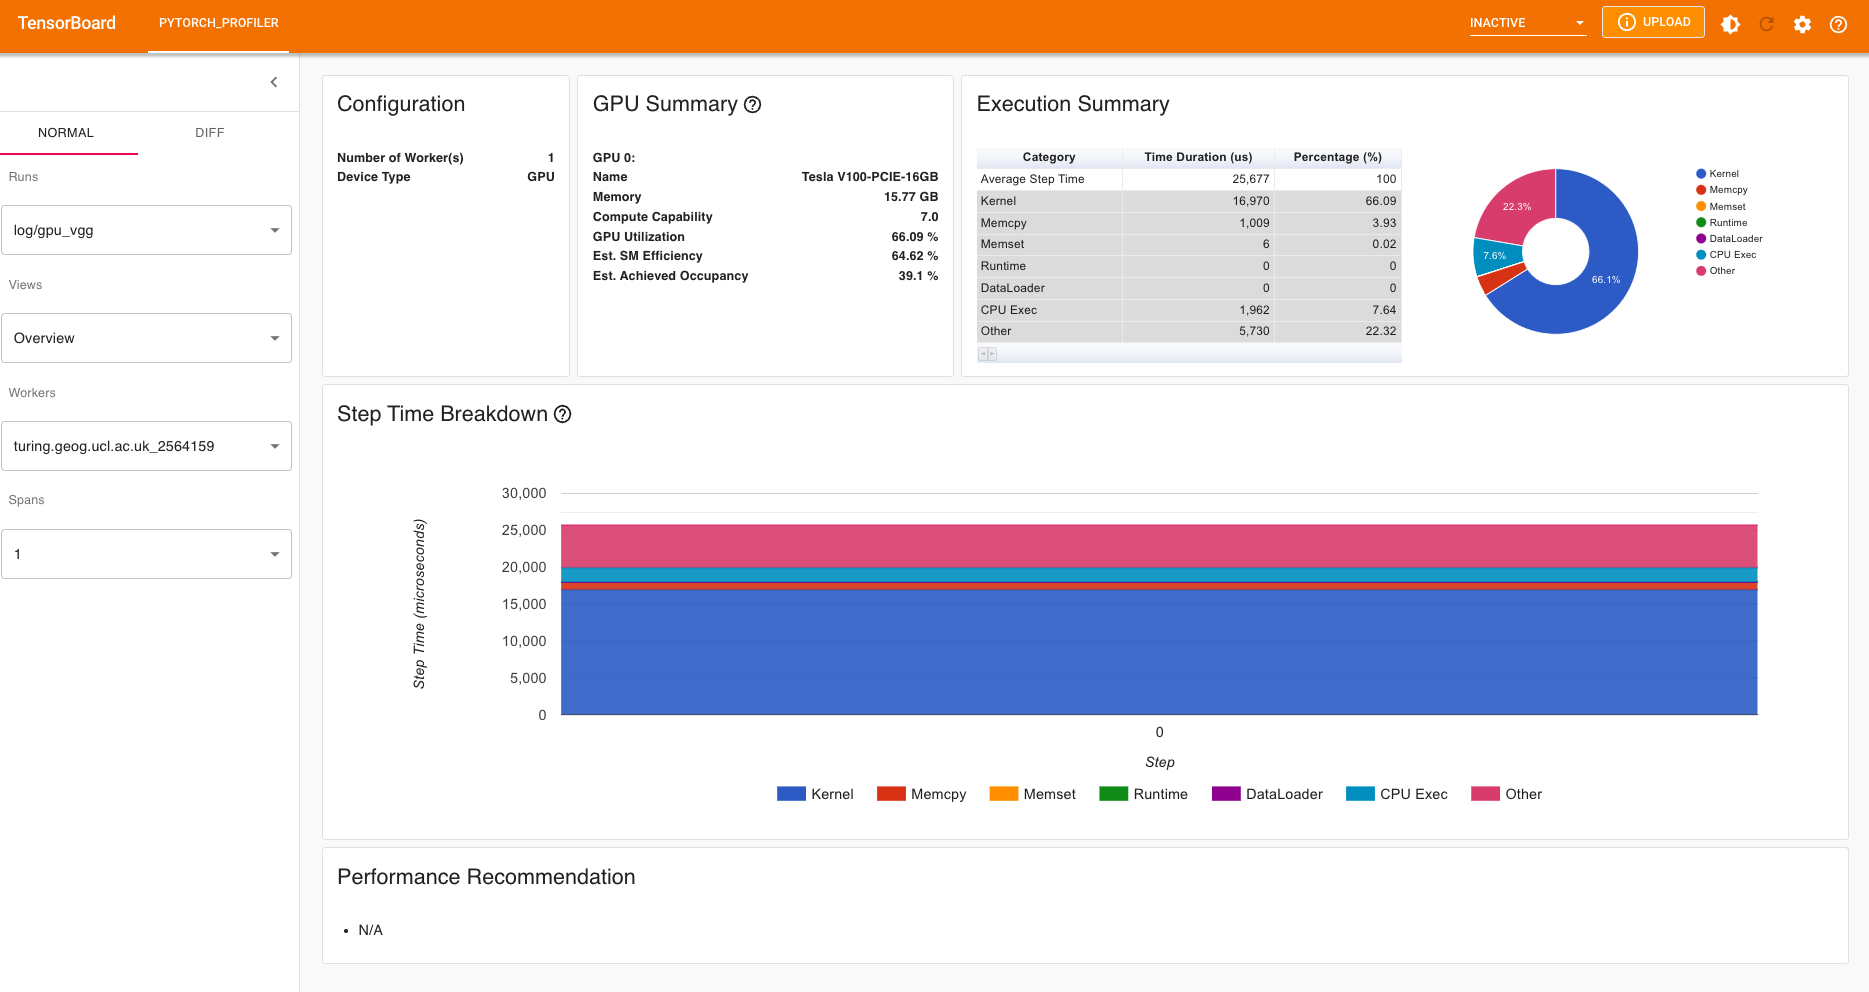 TensorBoard
PYTORCH_PROFILER
INACTIVE
UPLOAD
NORMAL
DIFF
Runs
log/gpu_vgg
Views
Overview
Workers
turing.geog.ucl.ac.uk_2564159
Spans
1
Configuration
Number of Worker(s) 1
Device Type GPU
GPU Summary
GPU 0:
Name Tesla V100-PCIE-16GB
Memory 15.77 GB
Compute Capability 7.0
GPU Utilization 66.09 %
Est. SM Efficiency 64.62 %
Est. Achieved Occupancy 39.1 %
Execution Summary
Category Time Duration (us) Percentage (%)
Average Step Time 25,677 100
Kernel 16,970 66.09
Memcpy 1,009 3.93
Memset 6 0.02
Runtime 0 0
DataLoader 0 0
CPU Exec 1,962 7.64
Other 5,730 22.32
22.3%
7.6%
66.1%
Kernel
Memcpy
Memset
Runtime
DataLoader
CPU Exec
Other
Step Time Breakdown
Step Time (microseconds)
30,000
25,000
20,000
15,000
10,000
5,000
0
0
Step
Kernel Memcpy Memset Runtime DataLoader CPU Exec Other
Performance Recommendation
• N/A